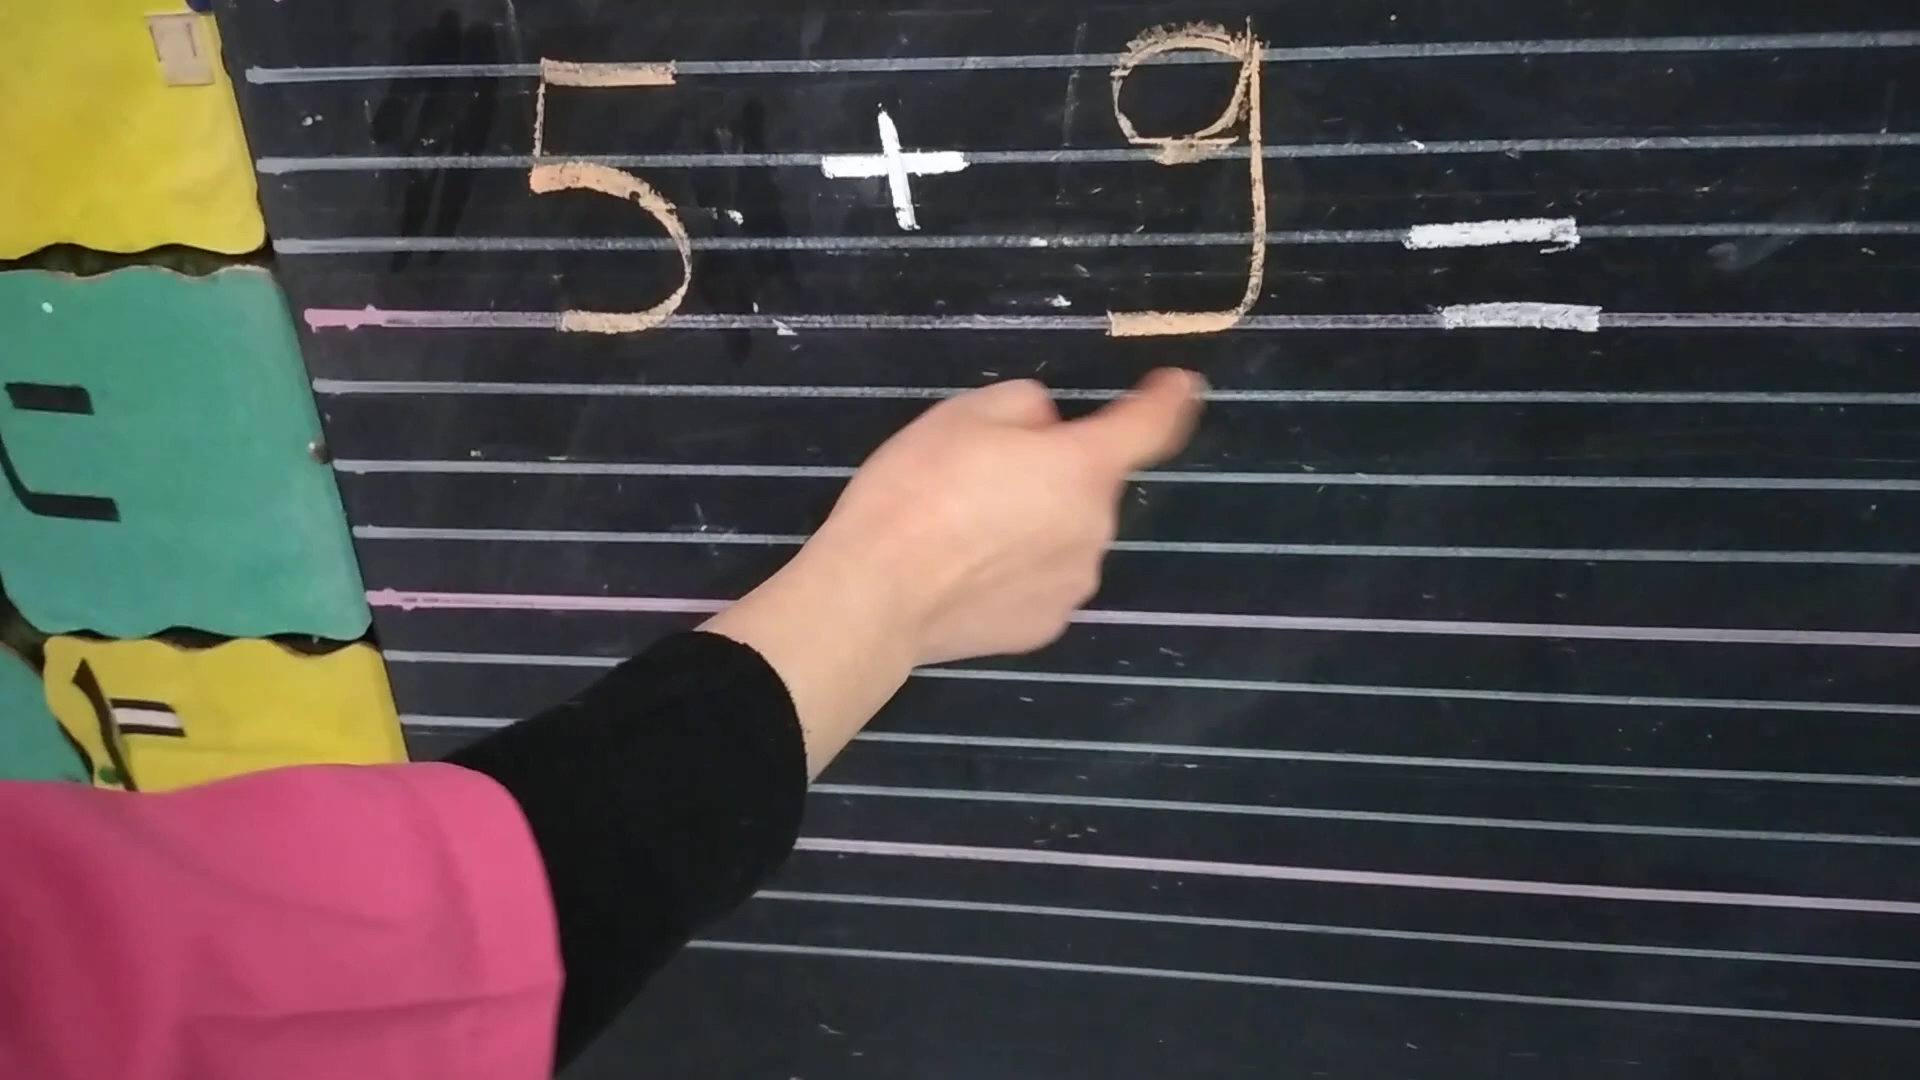 5 + 9 =